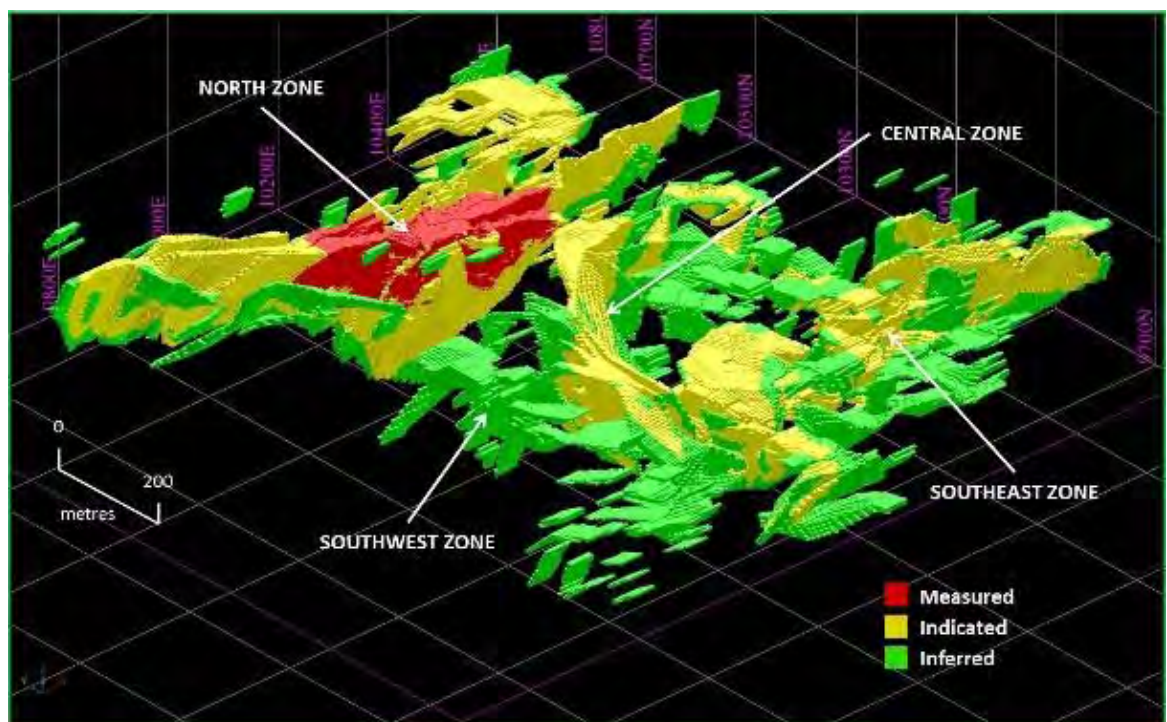 NORTH ZONE
CENTRAL ZONE
10400E
10200E
10700N
10500N
10300N
9700N
0
200
metres
SOUTHWEST ZONE
SOUTHEAST ZONE
Measured
Indicated
Inferred